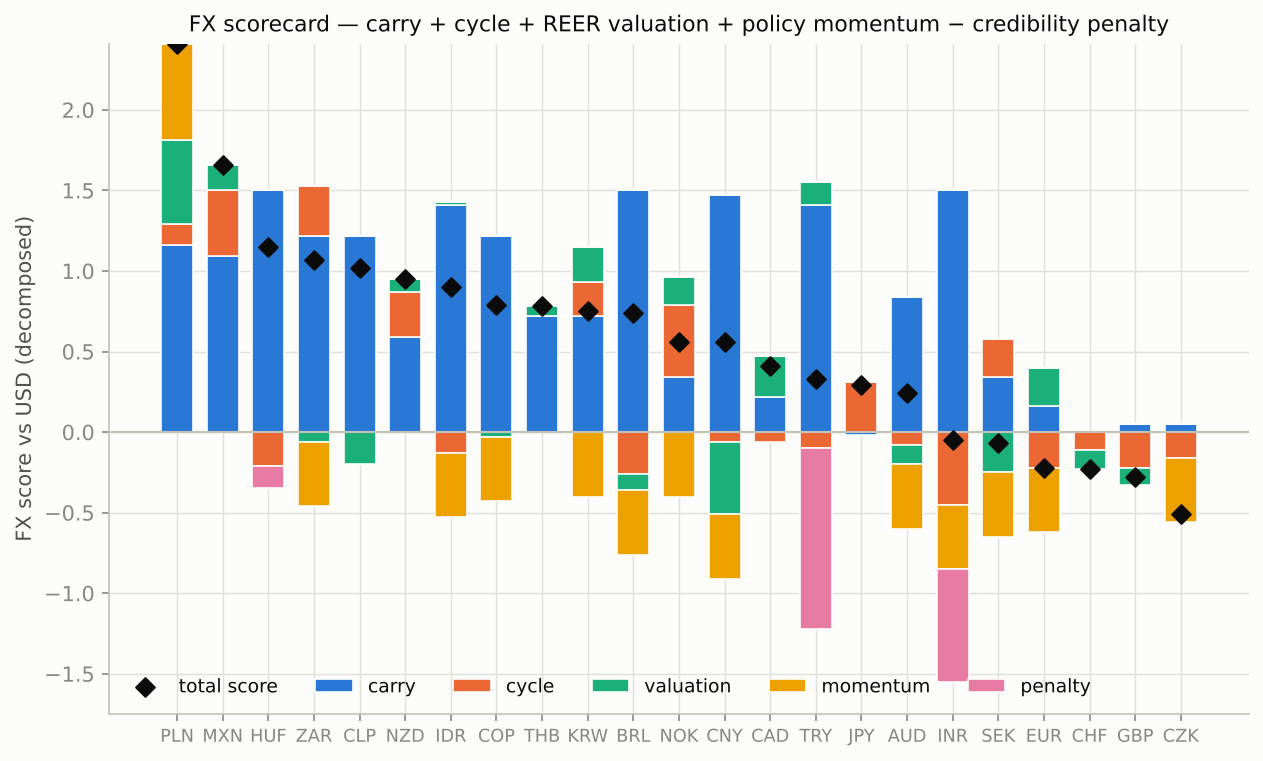 FX scorecard — carry + cycle + REER valuation + policy momentum − credibility penalty
FX score vs USD (decomposed)
2.0
1.5
1.0
0.5
0.0
−0.5
−1.0
−1.5
total score carry cycle valuation momentum penalty
PLN MXN HUF ZAR CLP NZD IDR COP THB KRW BRL NOK CNY CAD TRY JPY AUD INR SEK EUR CHF GBP CZK